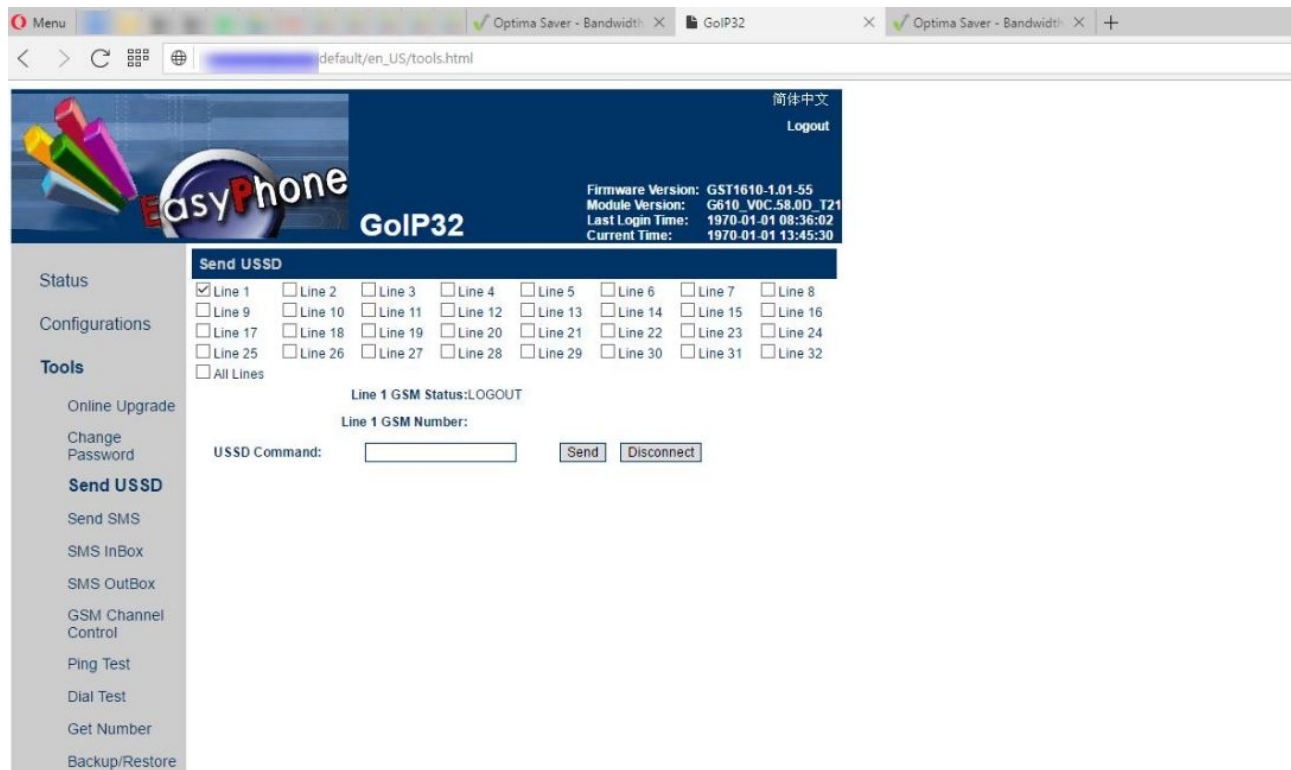 Menu
Optima Saver - Bandwidth
GoIP32
Optima Saver - Bandwidth
default/en_US/tools.html
简体中文
Logout
EasyPhone
GoIP32
Firmware Version: GST1610-1.01-55
Module Version: G610_V0C.58.0D_T21
Last Login Time: 1970-01-01 08:36:02
Current Time: 1970-01-01 13:45:30
Status
Configurations
Tools
Online Upgrade
Change
Password
Send USSD
Send SMS
SMS InBox
SMS OutBox
GSM Channel
Control
Ping Test
Dial Test
Get Number
Backup/Restore
Send USSD
Line 1 Line 2 Line 3 Line 4 Line 5 Line 6 Line 7 Line 8
Line 9 Line 10 Line 11 Line 12 Line 13 Line 14 Line 15 Line 16
Line 17 Line 18 Line 19 Line 20 Line 21 Line 22 Line 23 Line 24
Line 25 Line 26 Line 27 Line 28 Line 29 Line 30 Line 31 Line 32
All Lines
Line 1 GSM Status:LOGOUT
Line 1 GSM Number:
USSD Command: Send Disconnect